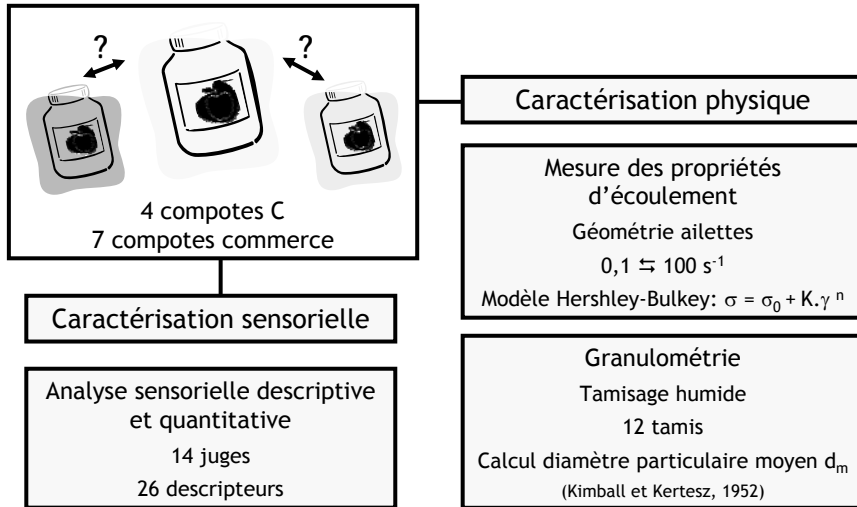 ? ?
4 compotes C
7 compotes commerce
Caractérisation sensorielle
Analyse sensorielle descriptive
et quantitative
14 juges
26 descripteurs
Caractérisation physique
Mesure des propriétés
d’écoulement
Géométrie ailettes
0,1 ⇆ 100 s⁻¹
Modèle Hershley-Bulkey: σ = σ₀ + K.γ ⁿ
Granulométrie
Tamisage humide
12 tamis
Calcul diamètre particulaire moyen dₘ
(Kimball et Kertesz, 1952)